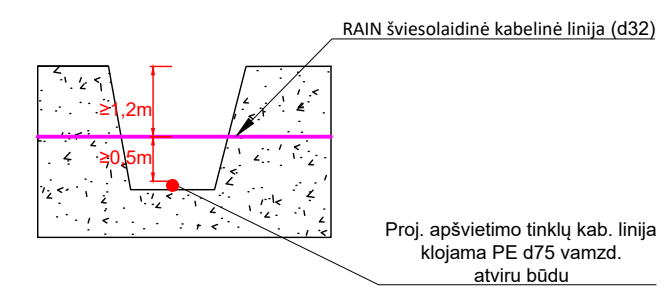 RAIN šviesolaidinė kabelinė linija (d32)
≥1,2m
≥0,5m
Proj. apšvietimo tinklų kab. linija
klojama PE d75 vamzd.
atviru būdu